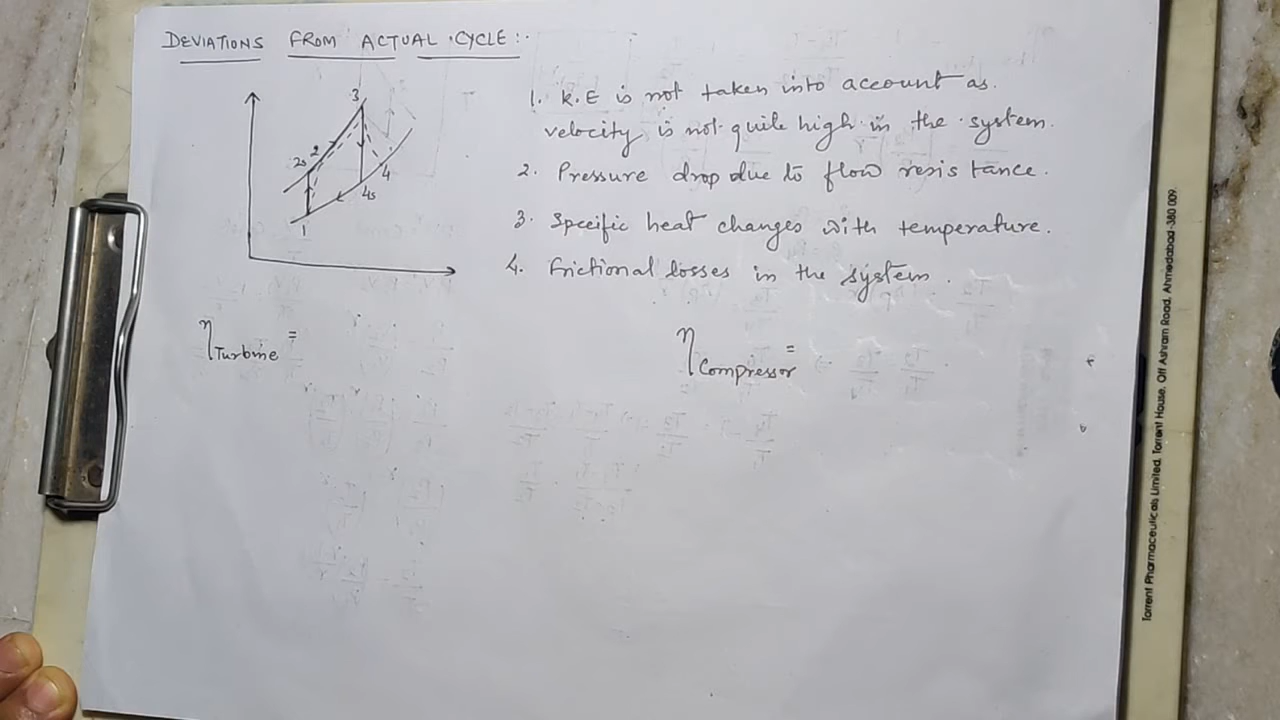 DEVIATIONS FROM ACTUAL CYCLE:-
3
2s 2
4
4s
1
1. K.E is not taken into account as
velocity is not quite high in the system.
2. Pressure drop due to flow resistance.
3. Specific heat changes with temperature.
4. Frictional losses in the system.
η Turbine =
η Compressor =
Torrent Pharmaceuticals Limited, Torrent House, Off Ashram Road, Ahmedabad-380 009.